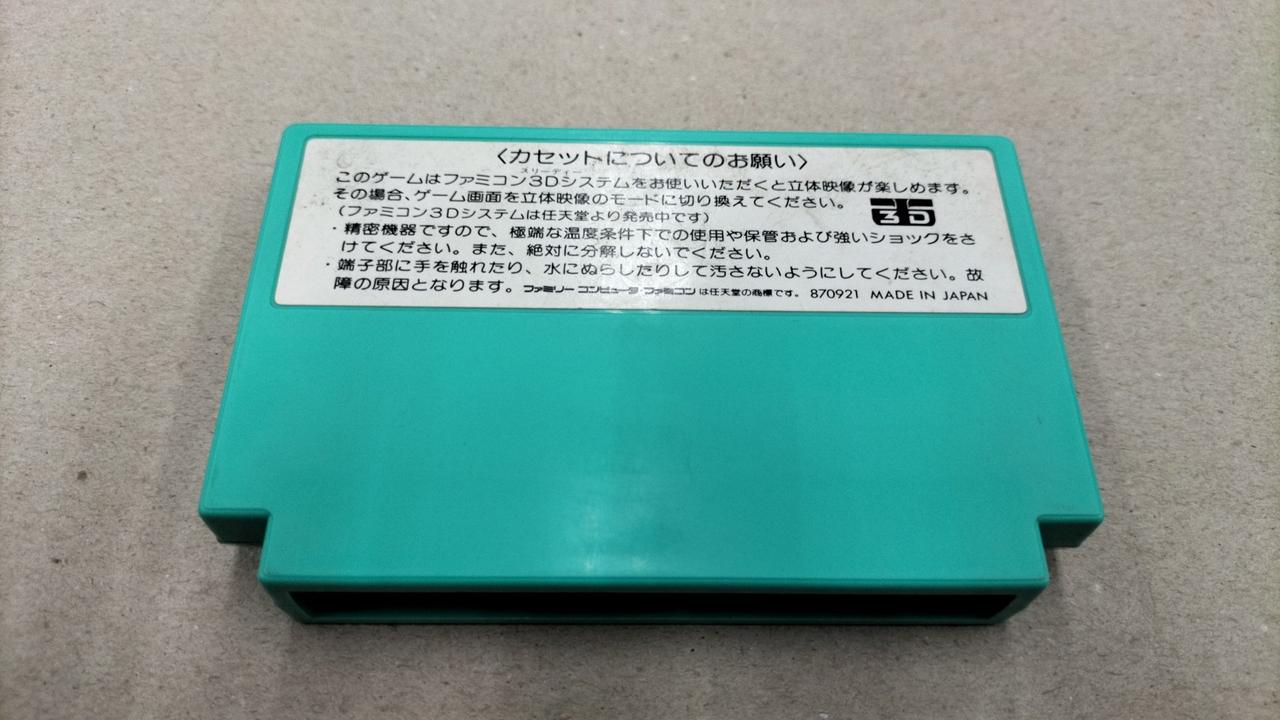 〈カセットについてのお願い〉
スリーディー
このゲームはファミコン3Dシステムをお使いいただくと立体映像が楽しめます。
その場合、ゲーム画面を立体映像のモードに切り換えてください。
3D
(ファミコン3Dシステムは任天堂より発売中です)
・精密機器ですので、極端な温度条件下での使用や保管および強いショックをさ
けてください。また、絶対に分解しないでください。
・端子部に手を触れたり、水にぬらしたりして汚さないようにしてください。故
障の原因となります。ファミリーコンピュータ・ファミコンは任天堂の商標です。 870921 MADE IN JAPAN